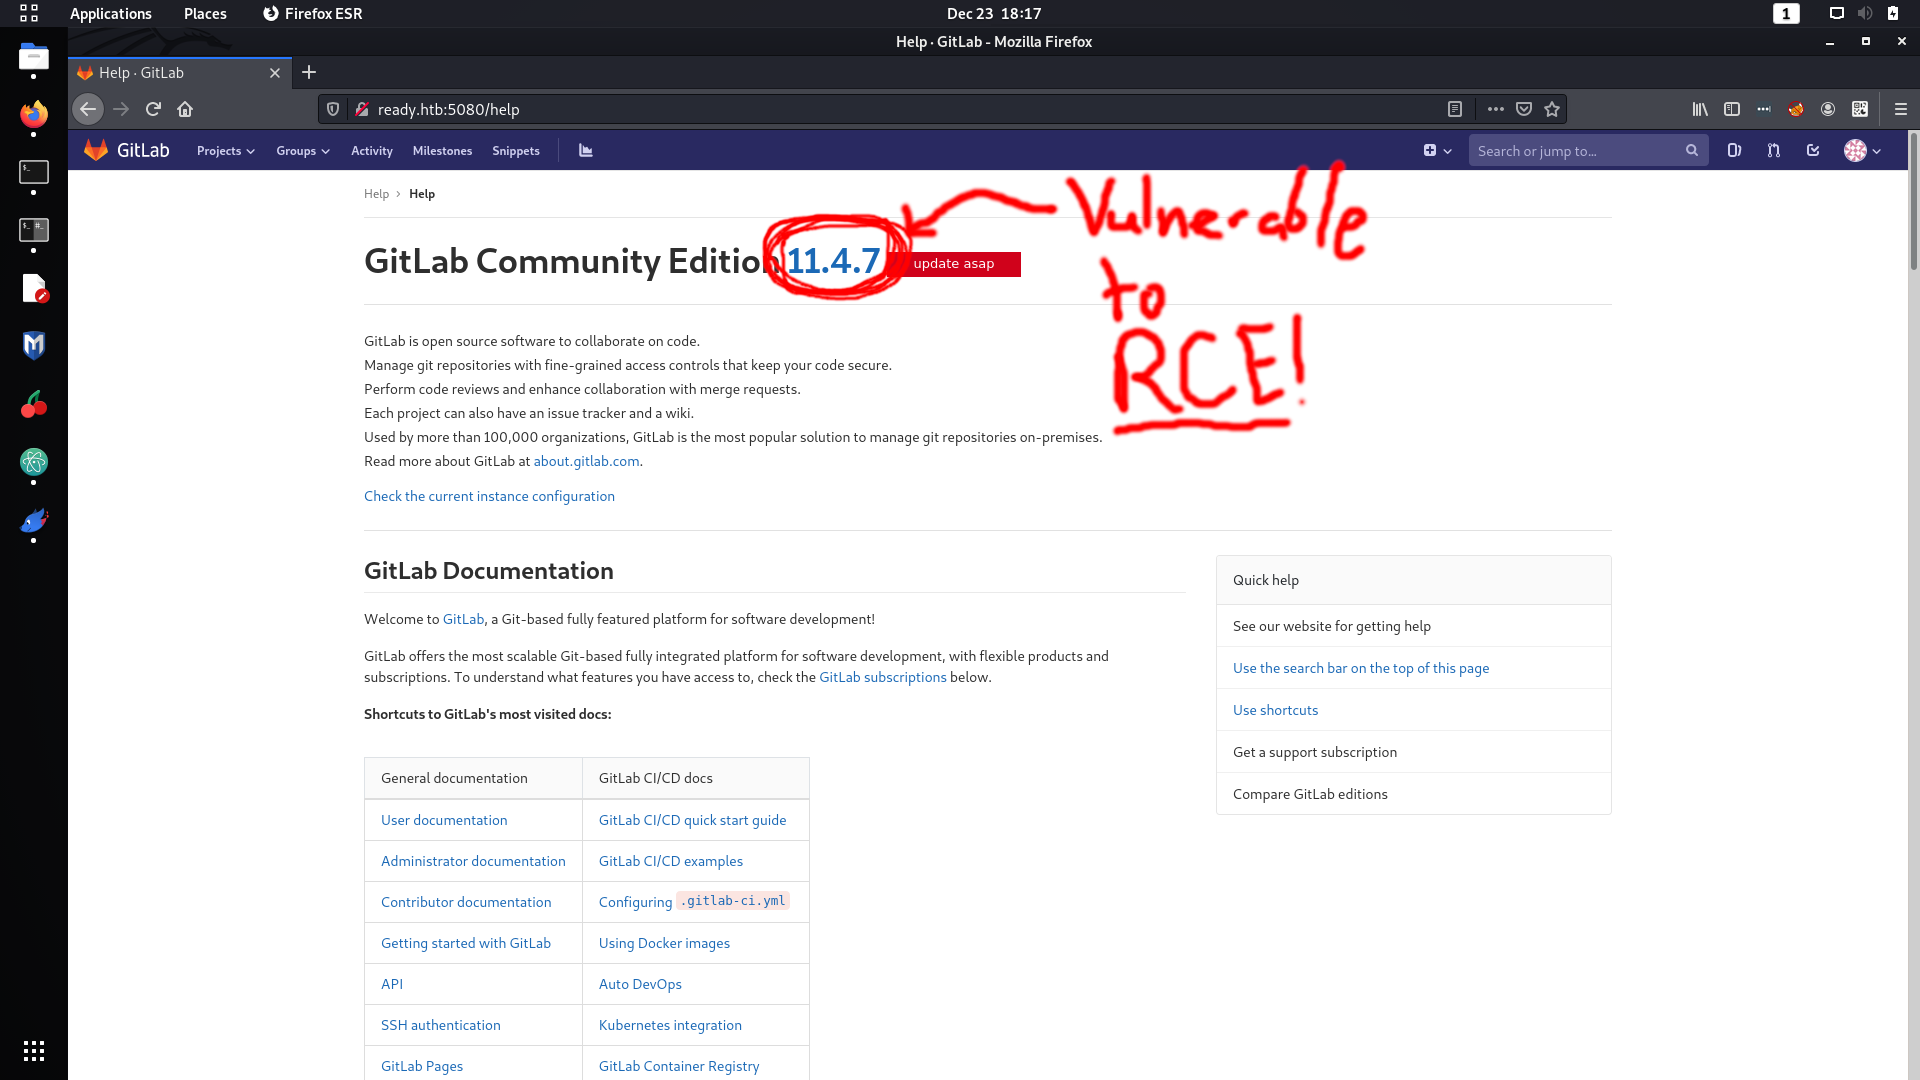 Applications Places Firefox ESR Dec 23 18:17 1
Help · GitLab - Mozilla Firefox
Help · GitLab
ready.htb:5080/help
GitLab Projects Groups Activity Milestones Snippets Search or jump to...
Help › Help
Vulnerable
GitLab Community Edition 11.4.7 update asap
to
RCE!
GitLab is open source software to collaborate on code.
Manage git repositories with fine-grained access controls that keep your code secure.
Perform code reviews and enhance collaboration with merge requests.
Each project can also have an issue tracker and a wiki.
Used by more than 100,000 organizations, GitLab is the most popular solution to manage git repositories on-premises.
Read more about GitLab at about.gitlab.com.
Check the current instance configuration
GitLab Documentation
Welcome to GitLab, a Git-based fully featured platform for software development!
GitLab offers the most scalable Git-based fully integrated platform for software development, with flexible products and
subscriptions. To understand what features you have access to, check the GitLab subscriptions below.
Shortcuts to GitLab's most visited docs:
General documentation GitLab CI/CD docs
User documentation GitLab CI/CD quick start guide
Administrator documentation GitLab CI/CD examples
Contributor documentation Configuring .gitlab-ci.yml
Getting started with GitLab Using Docker images
API Auto DevOps
SSH authentication Kubernetes integration
GitLab Pages GitLab Container Registry
Quick help
See our website for getting help
Use the search bar on the top of this page
Use shortcuts
Get a support subscription
Compare GitLab editions